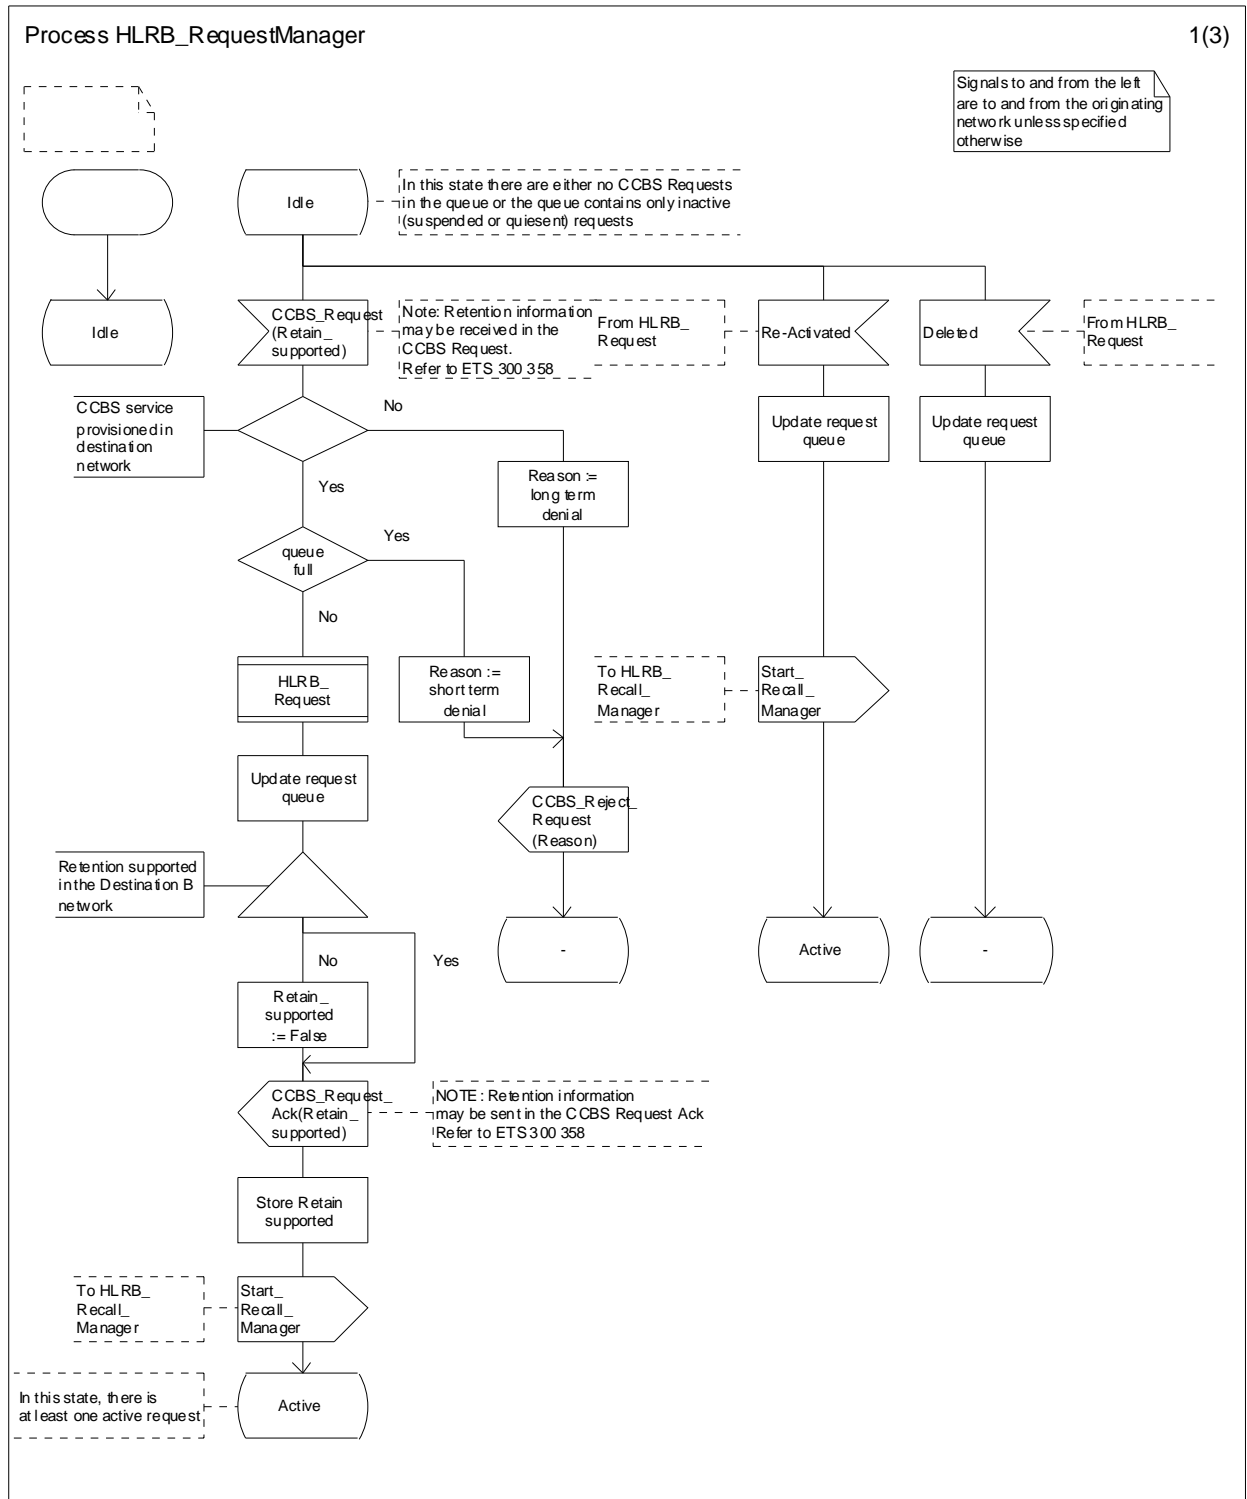 Process HLRB_RequestManager
1(3)
Signals to and from the left
are to and from the originating
network unless specified
otherwise
Idle
In this state there are either no CCBS Requests
in the queue or the queue contains only inactive
(suspended or quiesent) requests
Idle
CCBS_Request
(Retain_
supported)
Note: Retention information
may be received in the
CCBS Request.
Refer to ETS 300 358
From HLRB_
Request
Re-Activated
Deleted
From HLRB_
Request
CCBS service
provisioned in
destination
network
No
Yes
Update request
queue
Update request
queue
Reason :=
long term
denial
queue
full
Yes
No
HLRB_
Request
Reason :=
short term
denial
To HLRB_
Recall_
Manager
Start_
Recall_
Manager
Update request
queue
CCBS_Reject_
Request
(Reason)
Retention supported
in the Destination B
network
No
Yes
-
Active
-
Retain_
supported
:= False
CCBS_Request_
Ack(Retain_
supported)
NOTE: Retention information
may be sent in the CCBS Request Ack
Refer to ETS 300 358
Store Retain
supported
To HLRB_
Recall_
Manager
Start_
Recall_
Manager
In this state, there is
at least one active request
Active